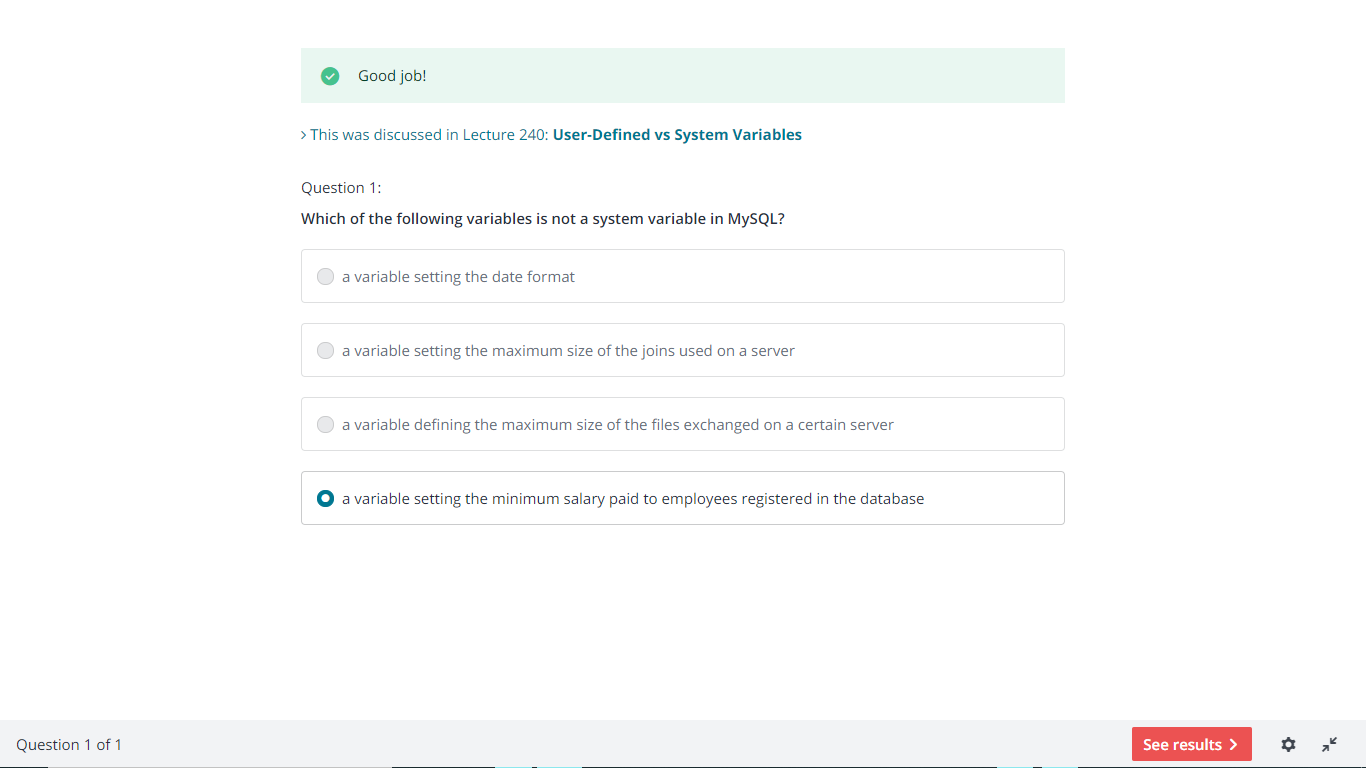 Good job!
This was discussed in Lecture 240: User-Defined vs System Variables
Question 1:
Which of the following variables is not a system variable in MySQL?
a variable setting the date format
a variable setting the maximum size of the joins used on a server
a variable defining the maximum size of the files exchanged on a certain server
a variable setting the minimum salary paid to employees registered in the database
Question 1 of 1
See results